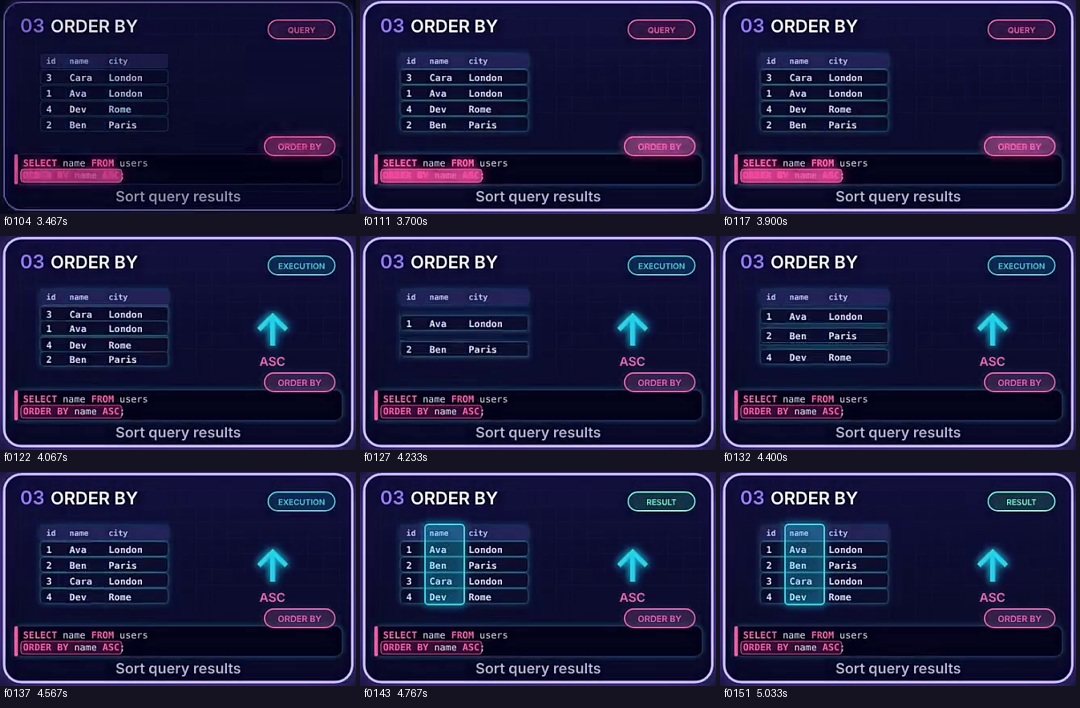 03 ORDER BY
QUERY
id name city
3 Cara London
1 Ava London
4 Dev Rome
2 Ben Paris
ORDER BY
SELECT name FROM users
ORDER BY name ASC;
Sort query results
f0104 3.467s
03 ORDER BY
QUERY
id name city
3 Cara London
1 Ava London
4 Dev Rome
2 Ben Paris
ORDER BY
SELECT name FROM users
ORDER BY name ASC;
Sort query results
f0111 3.700s
03 ORDER BY
QUERY
id name city
3 Cara London
1 Ava London
4 Dev Rome
2 Ben Paris
ORDER BY
SELECT name FROM users
ORDER BY name ASC;
Sort query results
f0117 3.900s
03 ORDER BY
EXECUTION
id name city
3 Cara London
1 Ava London
4 Dev Rome
2 Ben Paris
ASC
ORDER BY
SELECT name FROM users
ORDER BY name ASC;
Sort query results
f0122 4.067s
03 ORDER BY
EXECUTION
id name city
1 Ava London
2 Ben Paris
ASC
ORDER BY
SELECT name FROM users
ORDER BY name ASC;
Sort query results
f0127 4.233s
03 ORDER BY
EXECUTION
id name city
1 Ava London
2 Ben Paris
4 Dev Rome
ASC
ORDER BY
SELECT name FROM users
ORDER BY name ASC;
Sort query results
f0132 4.400s
03 ORDER BY
EXECUTION
id name city
1 Ava London
2 Ben Paris
3 Cara London
4 Dev Rome
ASC
ORDER BY
SELECT name FROM users
ORDER BY name ASC;
Sort query results
f0137 4.567s
03 ORDER BY
RESULT
id name city
1 Ava London
2 Ben Paris
3 Cara London
4 Dev Rome
ASC
ORDER BY
SELECT name FROM users
ORDER BY name ASC;
Sort query results
f0143 4.767s
03 ORDER BY
RESULT
id name city
1 Ava London
2 Ben Paris
3 Cara London
4 Dev Rome
ASC
ORDER BY
SELECT name FROM users
ORDER BY name ASC;
Sort query results
f0151 5.033s